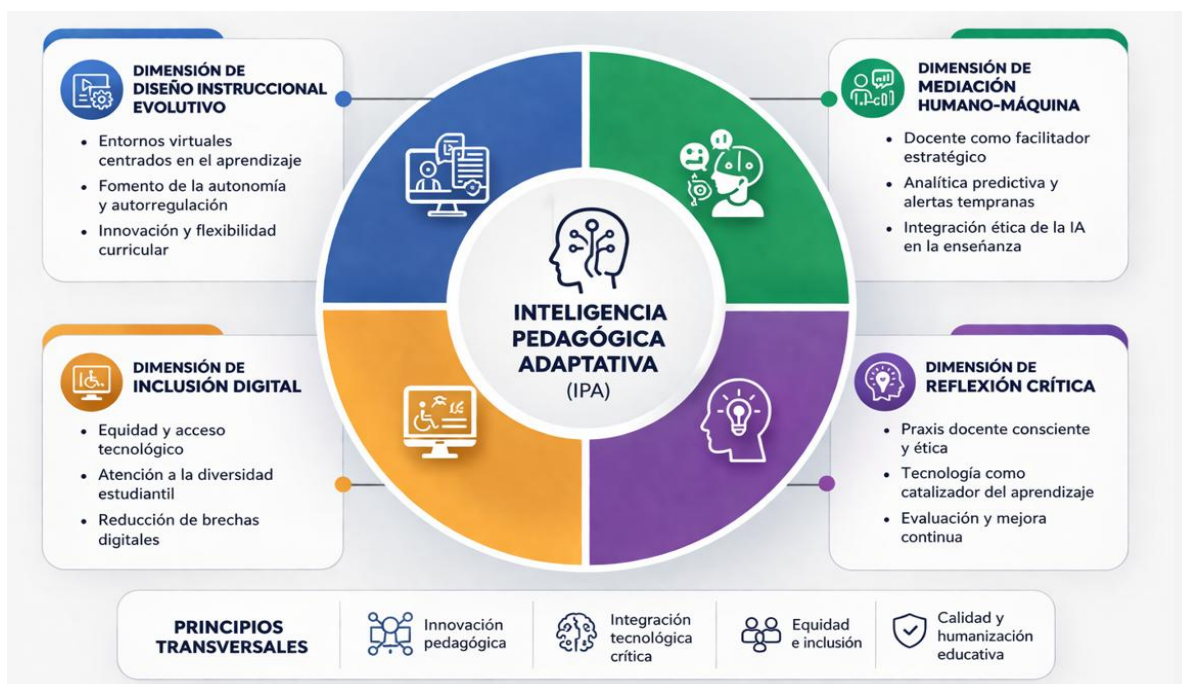 DIMENSIÓN DE
DISEÑO INSTRUCCIONAL
EVOLUTIVO
• Entornos virtuales
centrados en el aprendizaje
• Fomento de la autonomía
y autorregulación
• Innovación y flexibilidad
curricular
DIMENSIÓN DE
MEDIACIÓN
HUMANO-MÁQUINA
• Docente como facilitador
estratégico
• Analítica predictiva y
alertas tempranas
• Integración ética de la IA
en la enseñanza
INTELIGENCIA
PEDAGÓGICA
ADAPTATIVA
(IPA)
DIMENSIÓN DE
INCLUSIÓN DIGITAL
• Equidad y acceso
tecnológico
• Atención a la diversidad
estudiantil
• Reducción de brechas
digitales
DIMENSIÓN DE
REFLEXIÓN CRÍTICA
• Praxis docente consciente
y ética
• Tecnología como
catalizador del aprendizaje
• Evaluación y mejora
continua
PRINCIPIOS
TRANSVERSALES
Innovación
pedagógica
Integración
tecnológica
crítica
Equidad
e inclusión
Calidad y
humanización
educativa